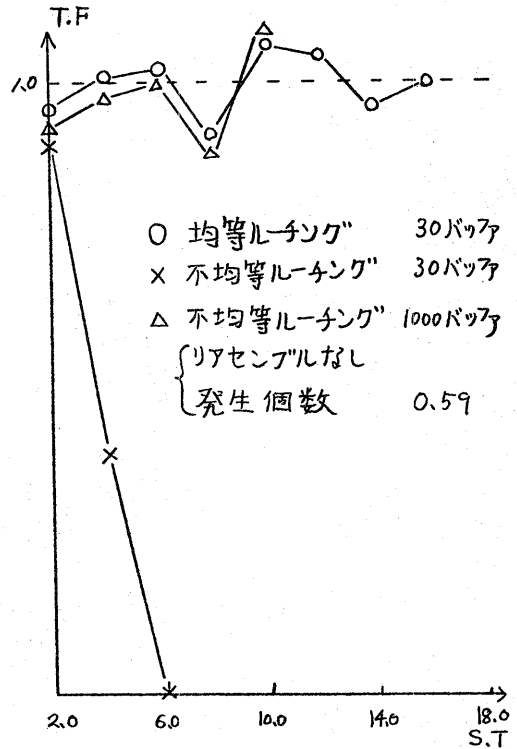 T.F
1.0
○ 均等ルーチング 30バッファ
× 不均等ルーチング 30バッファ
△ 不均等ルーチング 1000バッファ
リアセンブルなし
発生個数 0.59
2.0 6.0 10.0 14.0 18.0
S.T